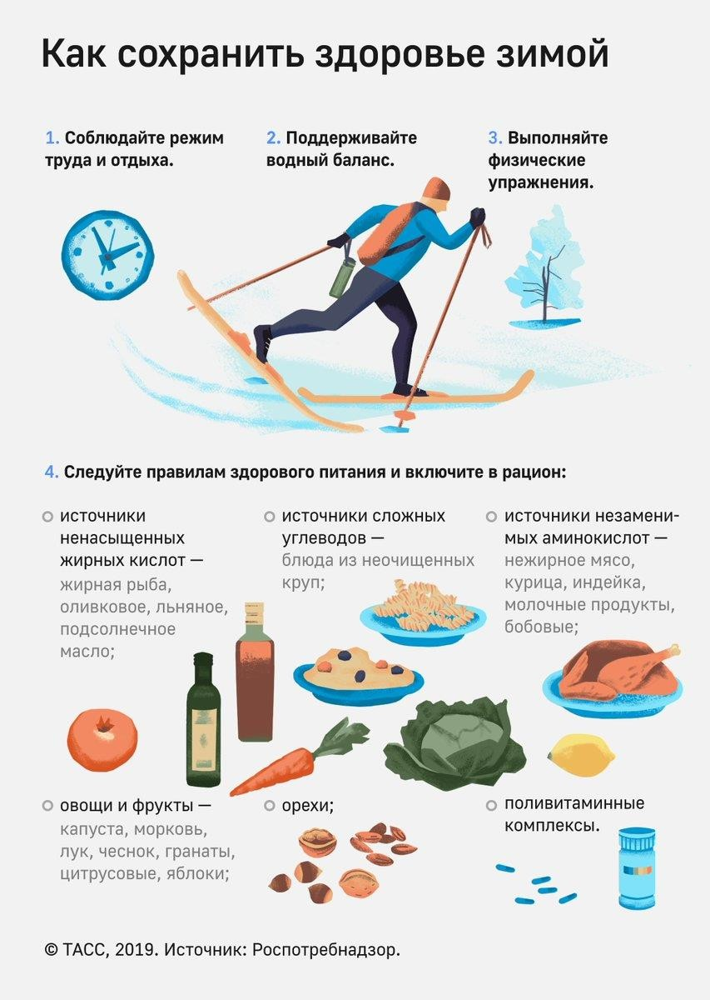 Как сохранить здоровье зимой
1. Соблюдайте режим
труда и отдыха.
2. Поддерживайте
водный баланс.
3. Выполняйте
физические
упражнения.
4. Следуйте правилам здорового питания и включите в рацион:
источники
ненасыщенных
жирных кислот —
жирная рыба,
оливковое, льняное,
подсолнечное
масло;
источники сложных
углеводов —
блюда из неочищенных
круп;
источники незамени-
мых аминокислот —
нежирное мясо,
курица, индейка,
молочные продукты,
бобовые;
овощи и фрукты —
капуста, морковь,
лук, чеснок, гранаты,
цитрусовые, яблоки;
орехи;
поливитаминные
комплексы.
© ТАСС, 2019. Источник: Роспотребнадзор.